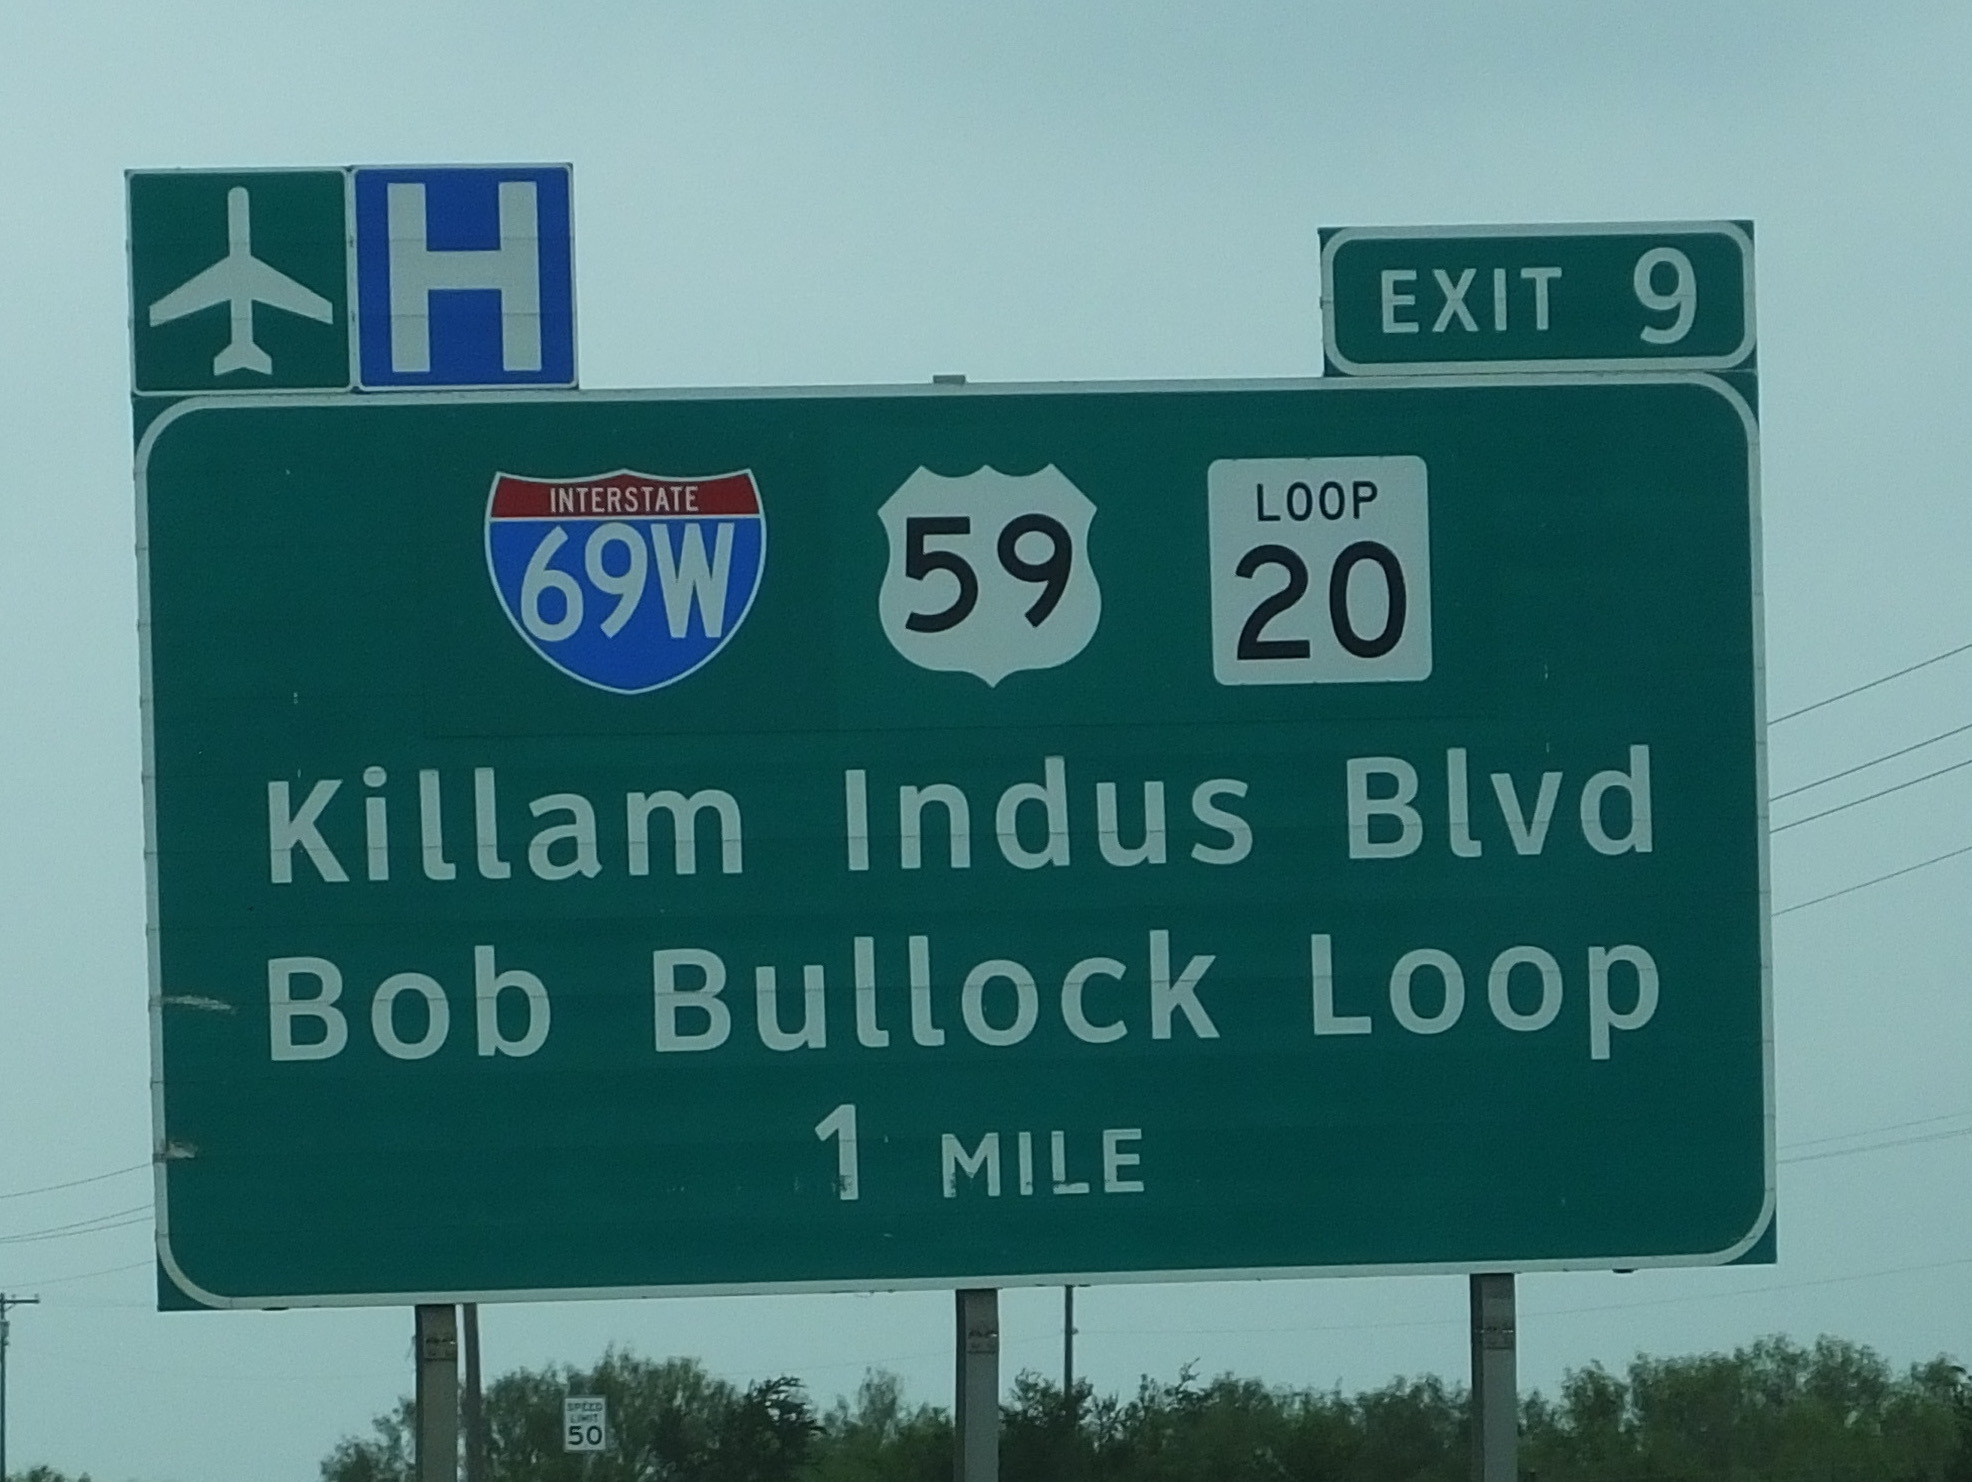 H
EXIT 9
INTERSTATE
69W
59
LOOP
20
Killam Indus Blvd
Bob Bullock Loop
1 MILE
SPEED
LIMIT
50